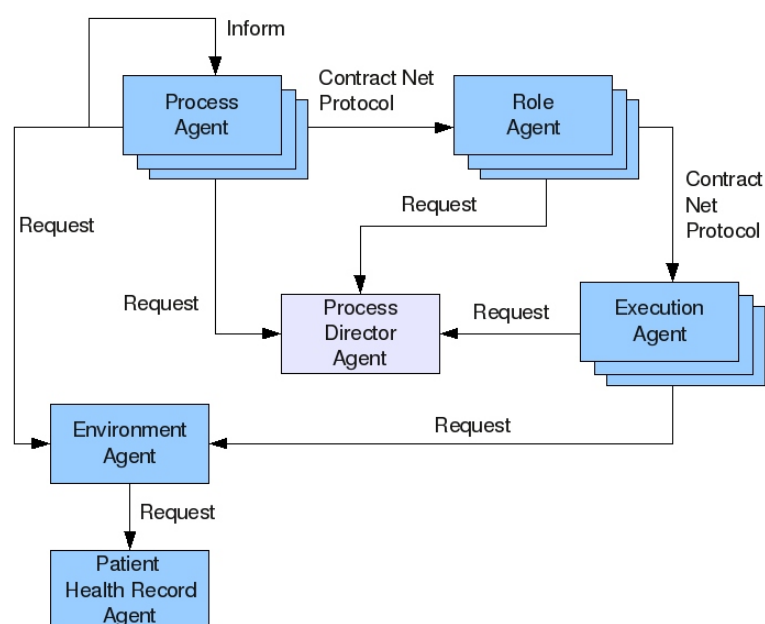 Inform
Process
Agent
Contract Net
Protocol
Role
Agent
Contract
Net
Protocol
Request
Request
Request
Process
Director
Agent
Request
Execution
Agent
Environment
Agent
Request
Request
Patient
Health Record
Agent